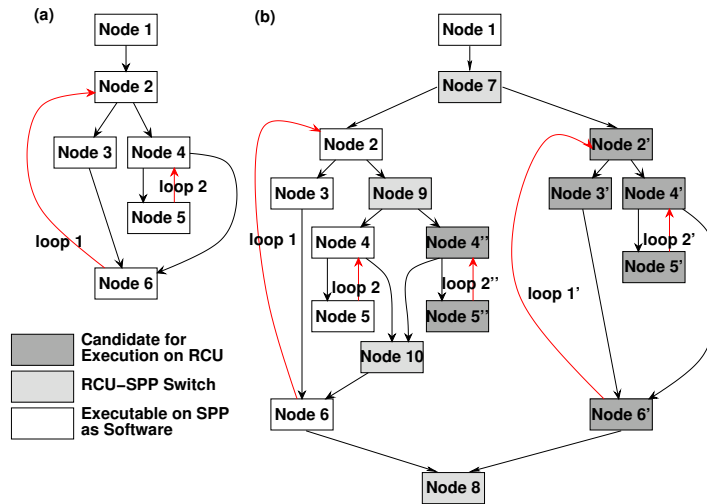 (a)
Node 1
Node 2
Node 3
Node 4
loop 2
Node 5
loop 1
Node 6
Candidate for
Execution on RCU
RCU–SPP Switch
Executable on SPP
as Software
(b)
Node 1
Node 7
Node 2
Node 2'
Node 3
Node 9
Node 3'
Node 4'
loop 1
Node 4
Node 4''
loop 2'
Node 5'
loop 2
loop 2''
loop 1'
Node 5
Node 5''
Node 10
Node 6
Node 6'
Node 8